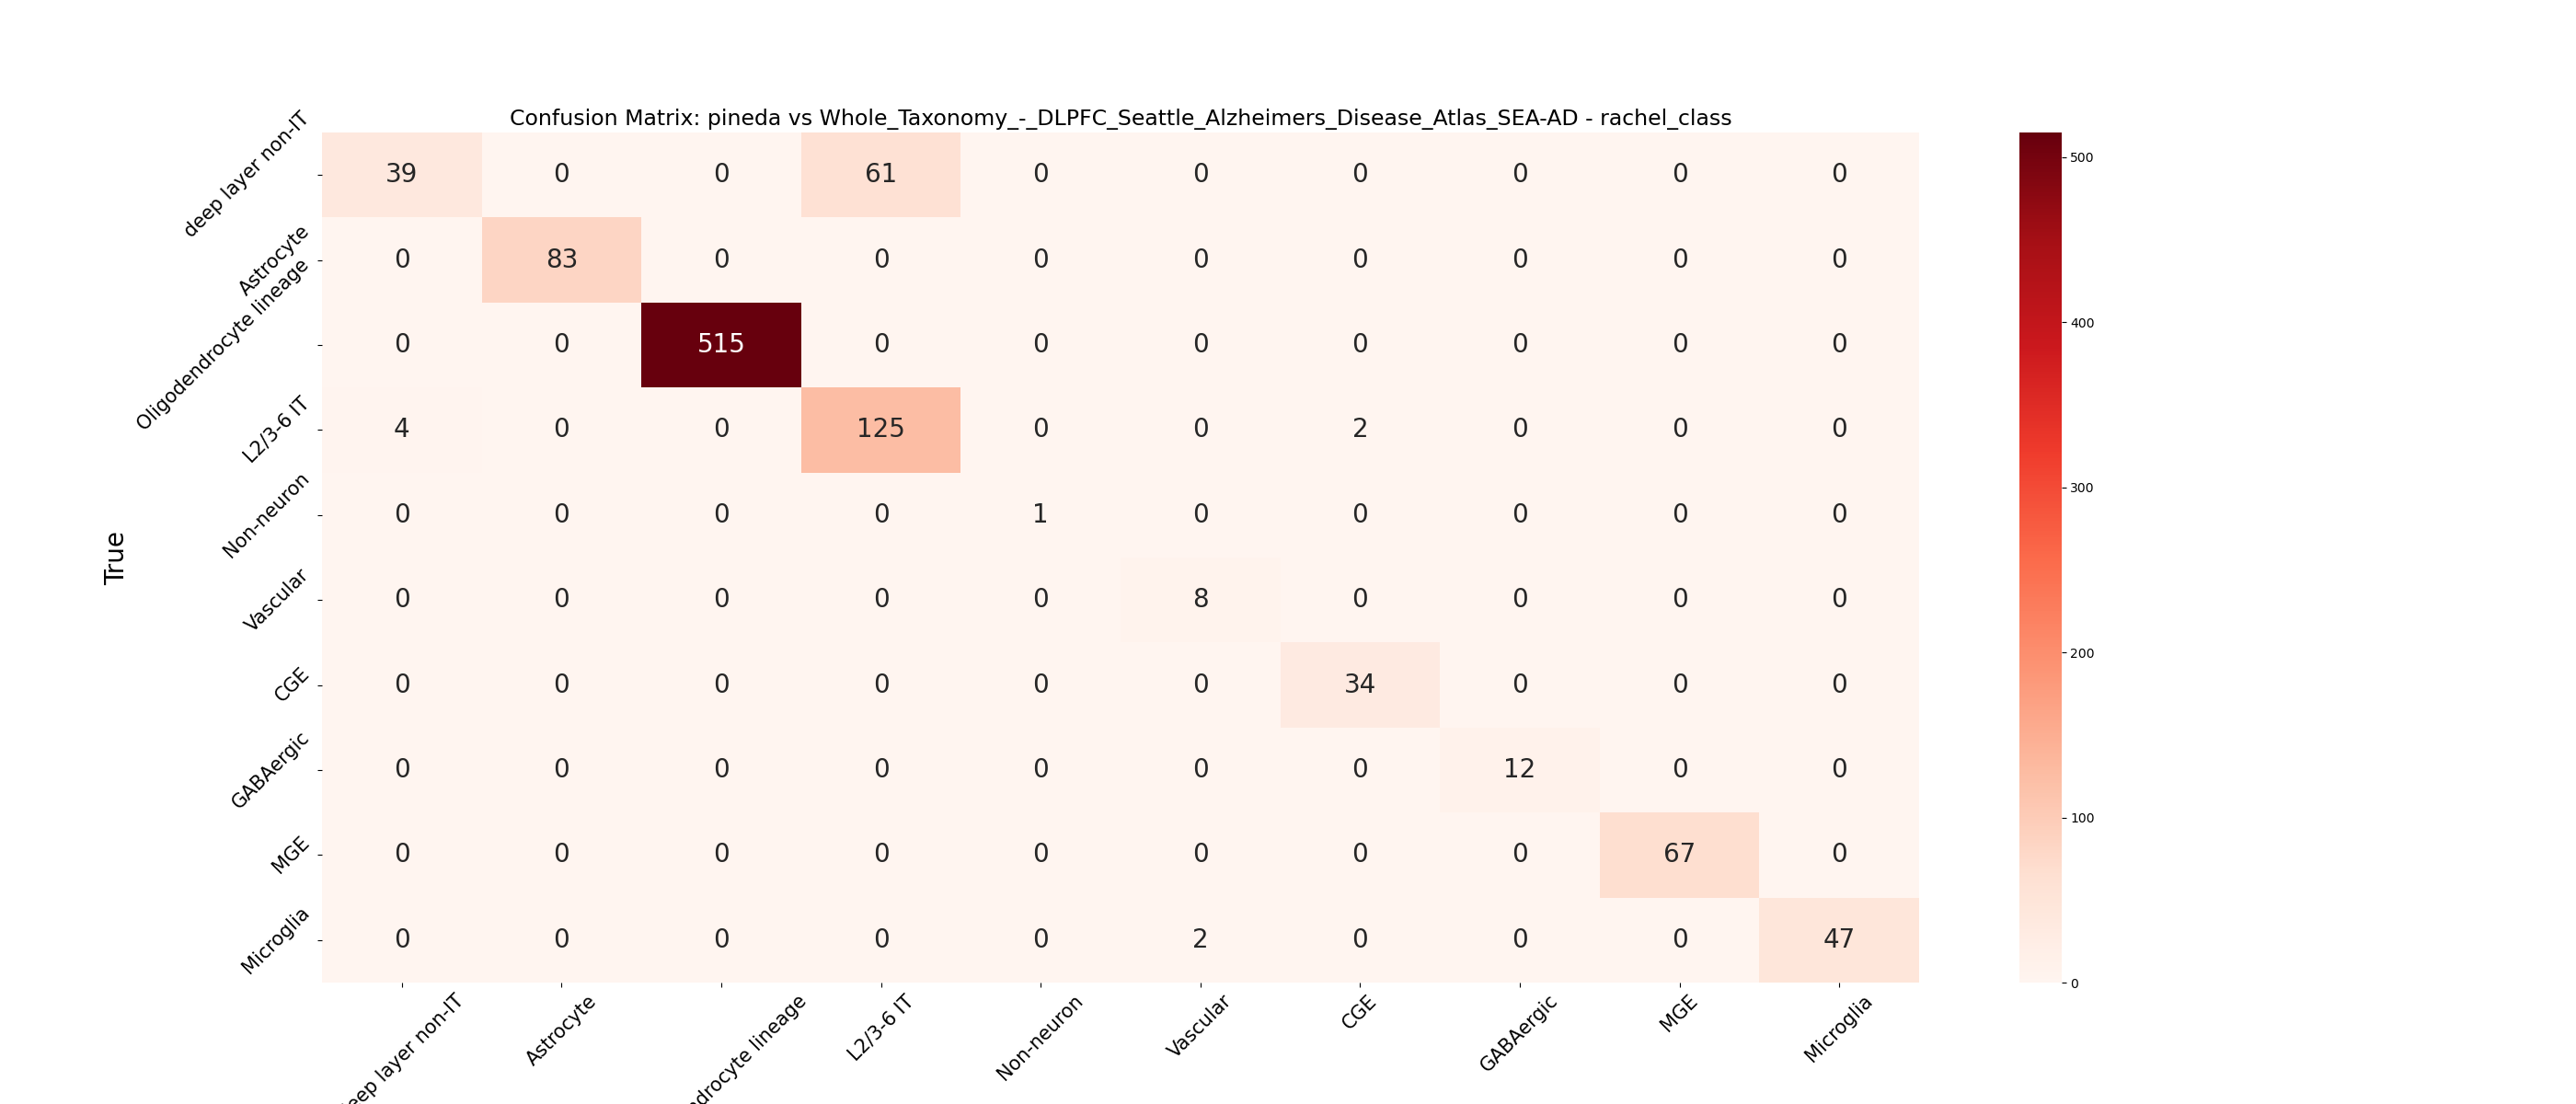 Confusion Matrix: pineda vs Whole_Taxonomy_-_DLPFC_Seattle_Alzheimers_Disease_Atlas_SEA-AD - rachel_class
True
deep layer non-IT 39 0 0 61 0 0 0 0 0 0
Astrocyte 0 83 0 0 0 0 0 0 0 0
Oligodendrocyte lineage 0 0 515 0 0 0 0 0 0 0
L2/3-6 IT 4 0 0 125 0 0 2 0 0 0
Non-neuron 0 0 0 0 1 0 0 0 0 0
Vascular 0 0 0 0 0 8 0 0 0 0
CGE 0 0 0 0 0 0 34 0 0 0
GABAergic 0 0 0 0 0 0 0 12 0 0
MGE 0 0 0 0 0 0 0 0 67 0
Microglia 0 0 0 0 0 2 0 0 0 47
layer non-IT Astrocyte lineage L2/3-6 IT Non-neuron Vascular CGE GABAergic MGE Microglia
500
400
300
200
100
0